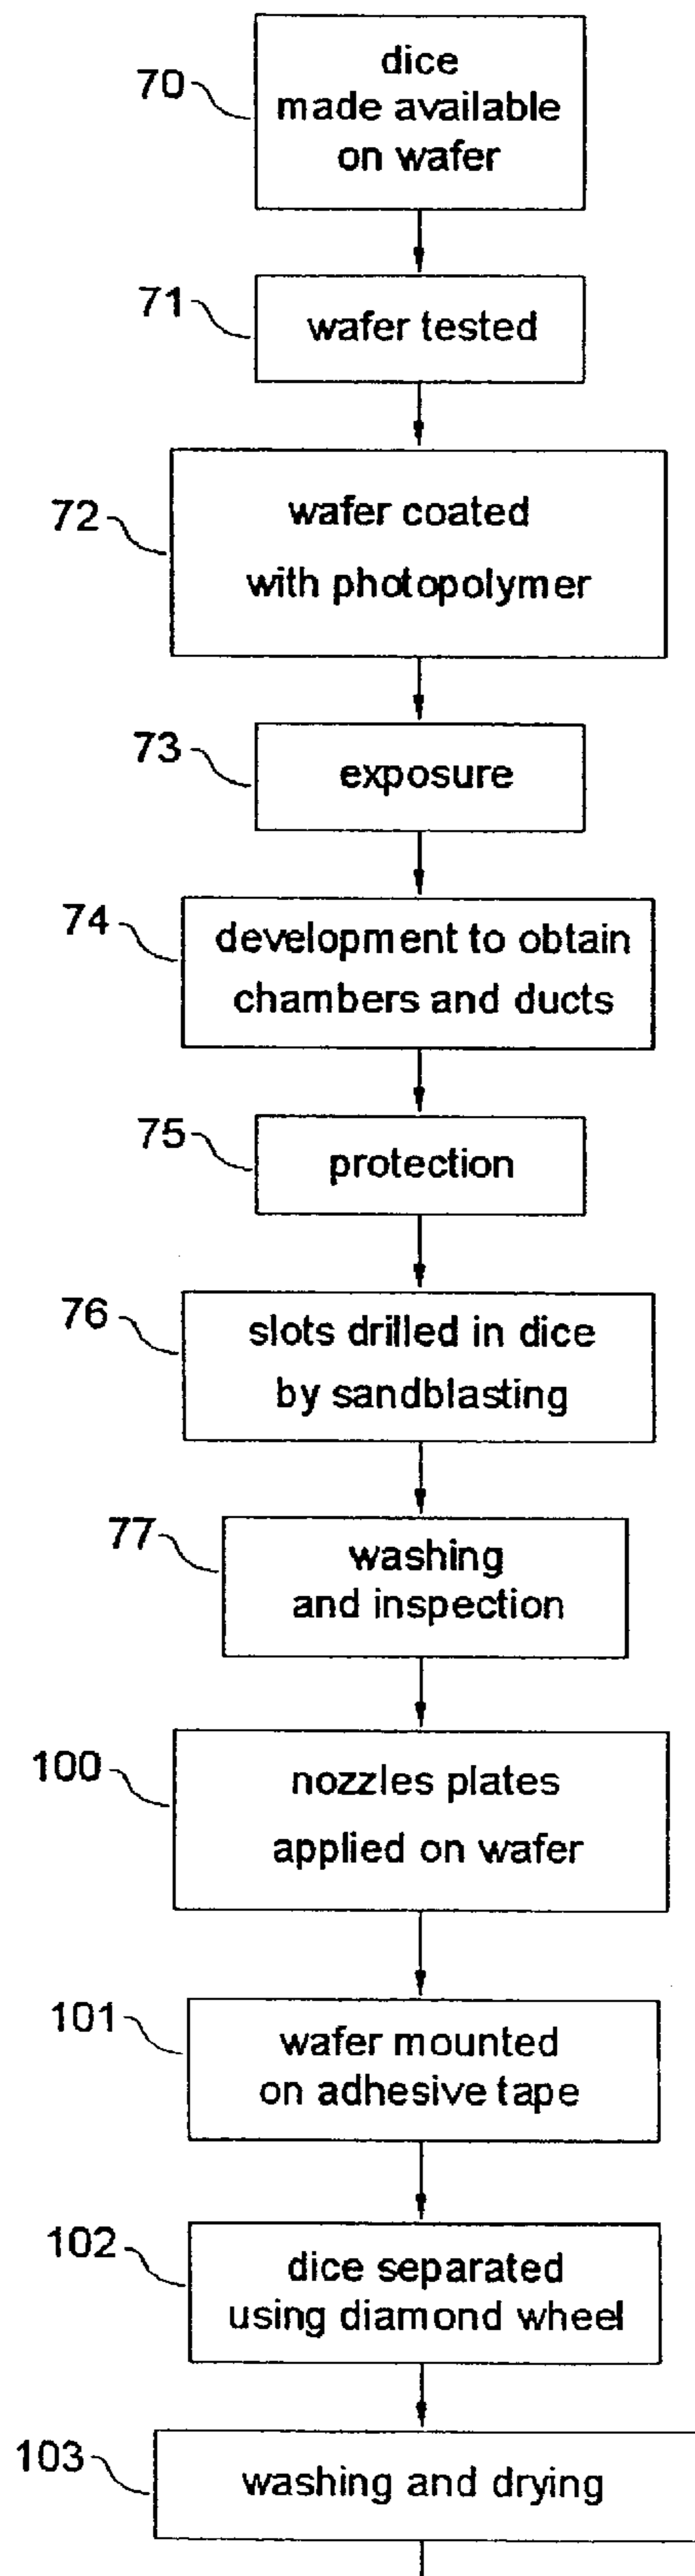 70
dice
made available
on wafer
71
wafer tested
72
wafer coated
with photopolymer
73
exposure
74
development to obtain
chambers and ducts
75
protection
76
slots drilled in dice
by sandblasting
77
washing
and inspection
100
nozzles plates
applied on wafer
101
wafer mounted
on adhesive tape
102
dice separated
using diamond wheel
103
washing and drying